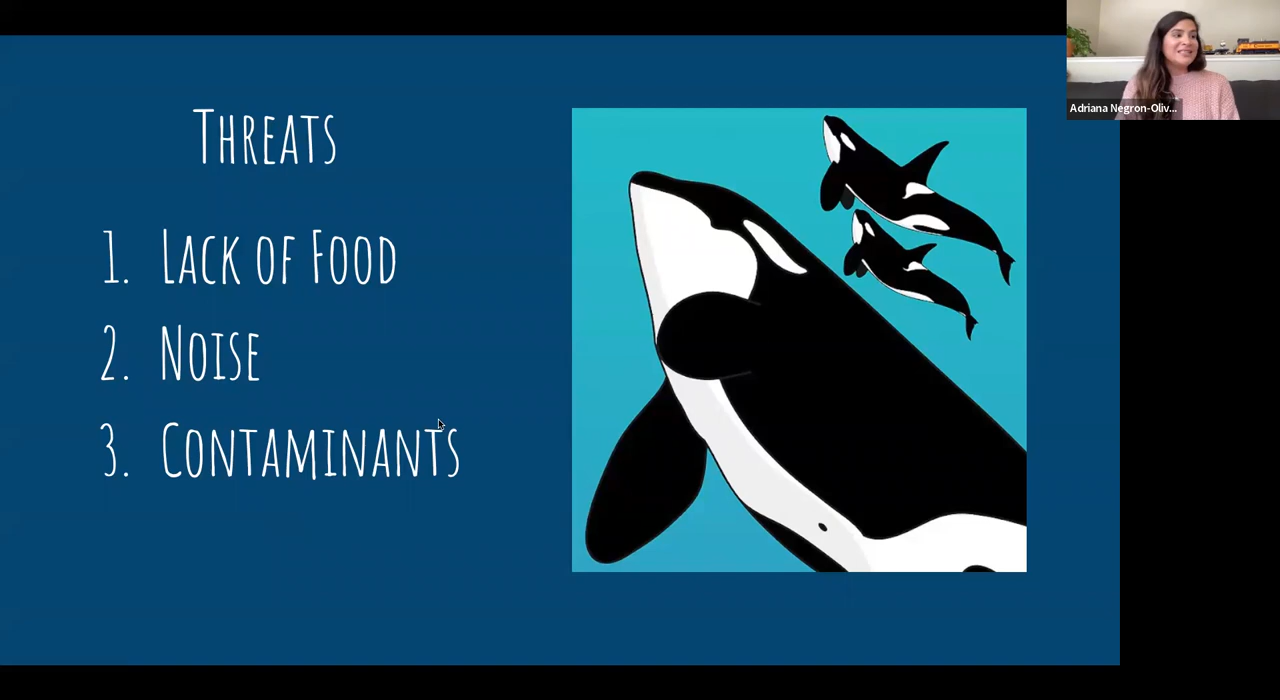 THREATS
1. LACK OF FOOD
2. NOISE
3. CONTAMINANTS
Adriana Negron-Oliv...